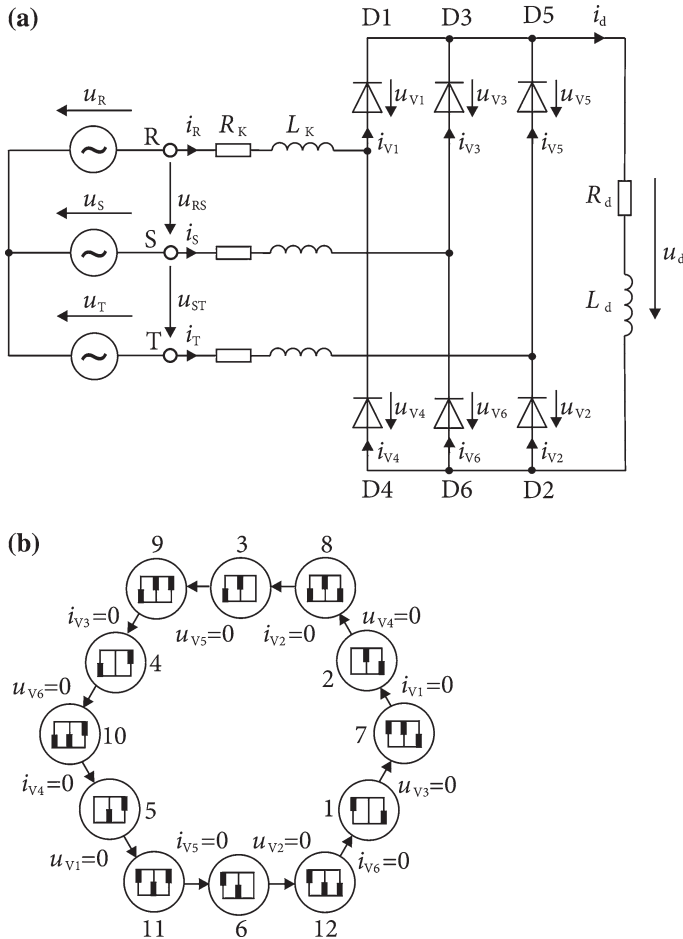 (a)
D1 D3 D5 i_d
u_R u_V1 u_V3 u_V5
R i_R R_K L_K i_V1 i_V3 i_V5
u_S u_RS R_d
S i_S u_d
u_T u_ST L_d
T i_T
u_V4 u_V6 u_V2
i_V4 i_V6 i_V2
D4 D6 D2
(b)
9 3 8
i_V3=0 u_V5=0 i_V2=0 u_V4=0
4 2
u_V6=0 i_V1=0
10 7
i_V4=0 u_V3=0
5 1
u_V1=0 i_V5=0 u_V2=0 i_V6=0
11 6 12